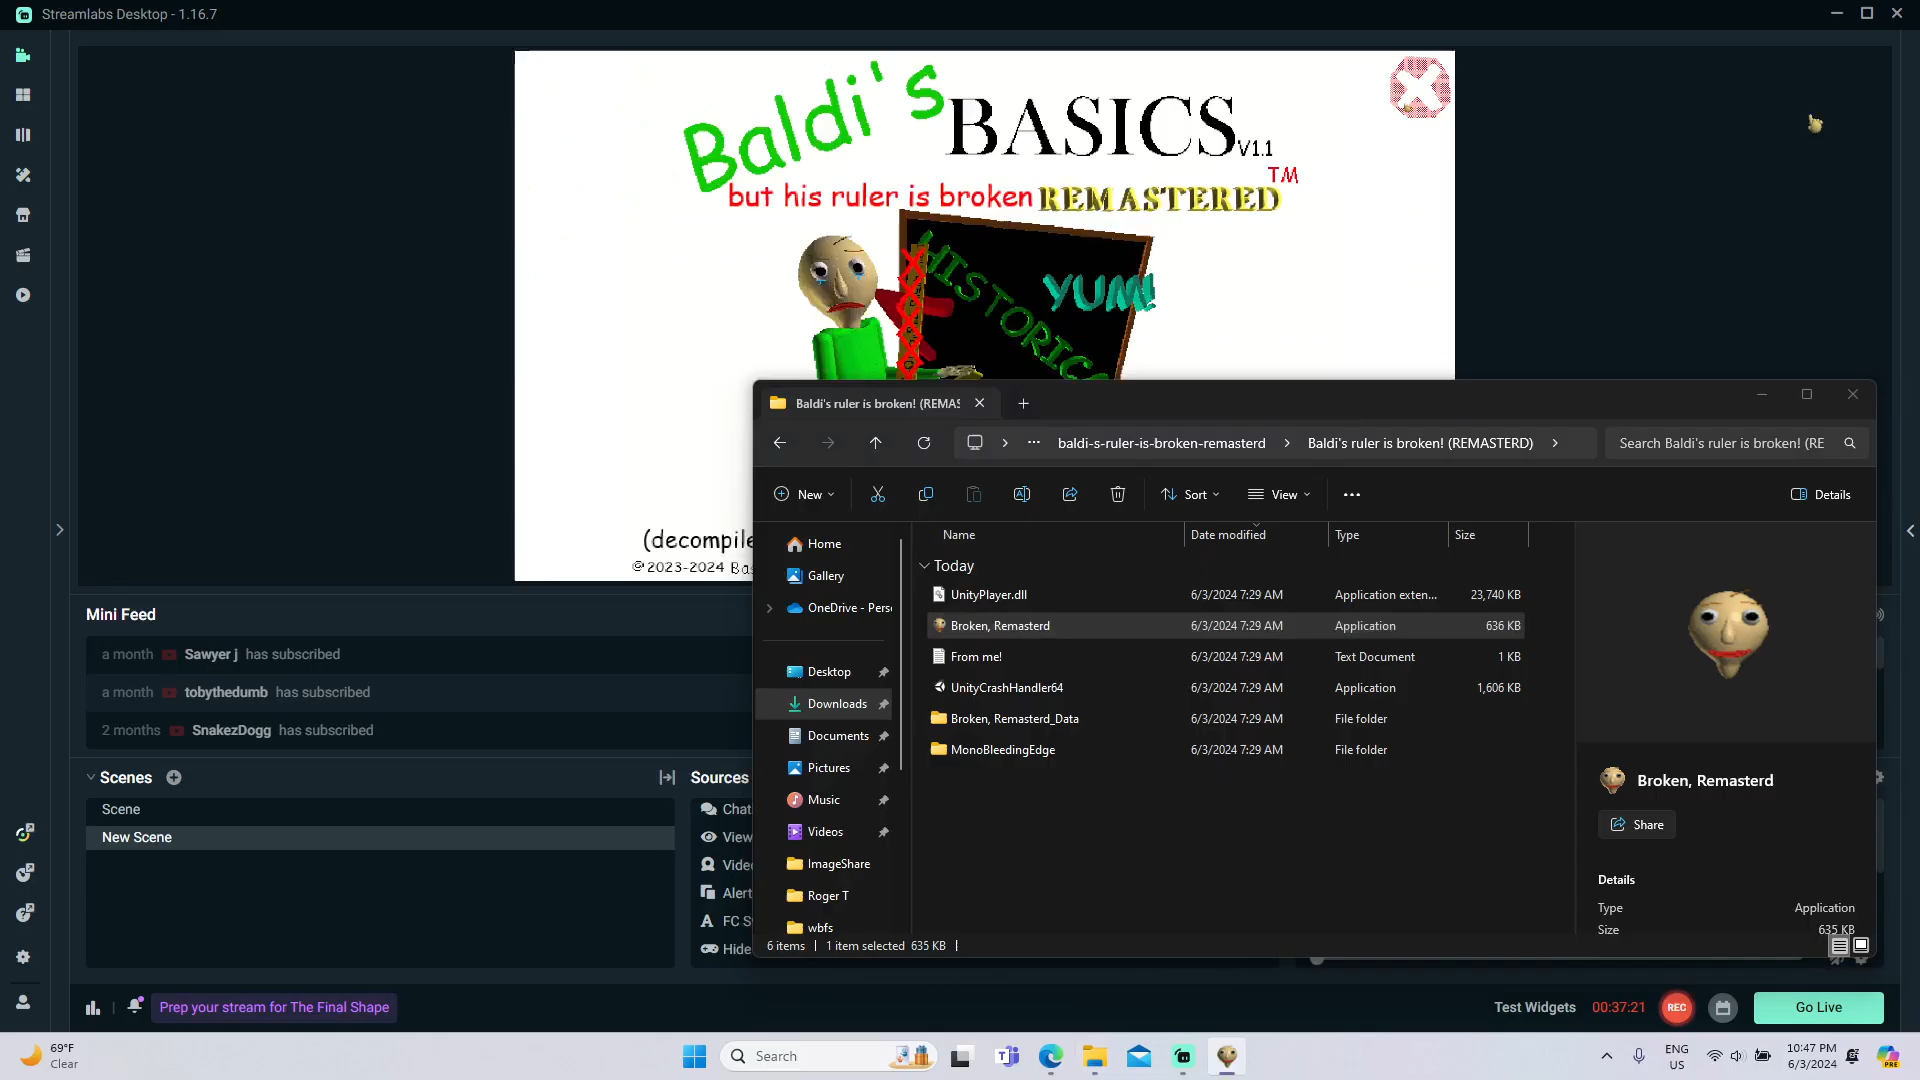 Streamlabs Desktop - 1.16.7
Baldi's BASICS V1.1
TM
but his ruler is broken REMASTERED
HISTORICA
YUM!
(decompile
©2023-2024 Bas
Mini Feed
a month Sawyer j has subscribed
a month tobythedumb has subscribed
2 months SnakezDogg has subscribed
Scenes
Scene
New Scene
Sources
Chat
View
Vide
Alert
FC S
Hide
Baldi's ruler is broken! (REMAS
baldi-s-ruler-is-broken-remasterd
Baldi's ruler is broken! (REMASTERD)
Search Baldi's ruler is broken! (RE
New
Sort
View
Details
Home
Gallery
OneDrive - Pers
Desktop
Downloads
Documents
Pictures
Music
Videos
ImageShare
Roger T
wbfs
Name Date modified Type Size
Today
UnityPlayer.dll 6/3/2024 7:29 AM Application exten... 23,740 KB
Broken, Remasterd 6/3/2024 7:29 AM Application 636 KB
From me! 6/3/2024 7:29 AM Text Document 1 KB
UnityCrashHandler64 6/3/2024 7:29 AM Application 1,606 KB
Broken, Remasterd_Data 6/3/2024 7:29 AM File folder
MonoBleedingEdge 6/3/2024 7:29 AM File folder
Broken, Remasterd
Share
Details
Type Application
Size 635 KB
6 items 1 item selected 635 KB
Prep your stream for The Final Shape
Test Widgets 00:37:21 REC Go Live
69°F
Clear
Search
ENG
US
10:47 PM
6/3/2024
PRE